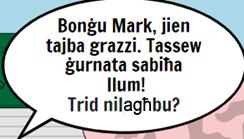 Bonġu Mark, jien
tajba grazzi. Tassew
ġurnata sabiħa
llum!
Trid nilagħbu?